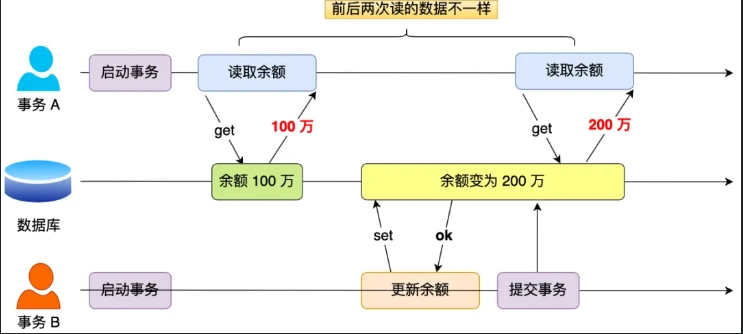 前后两次读的数据不一样
启动事务
读取余额
读取余额
事务 A
get
100 万
get
200 万
余额 100 万
余额变为 200 万
数据库
set
ok
启动事务
更新余额
提交事务
事务 B